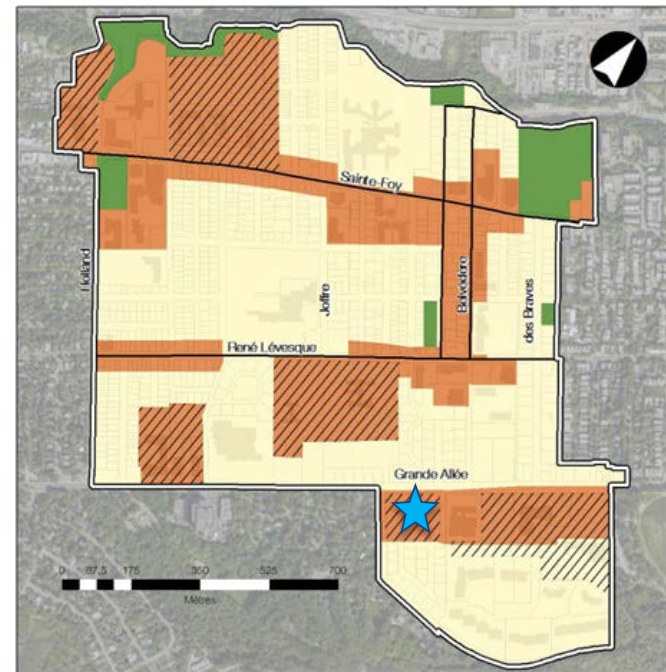 Sainte-Foy
Holland
Joffre
Belvédère
des Braves
René Lévesque
Grande Allée
0 87,5 175 350 525 700
Mètres